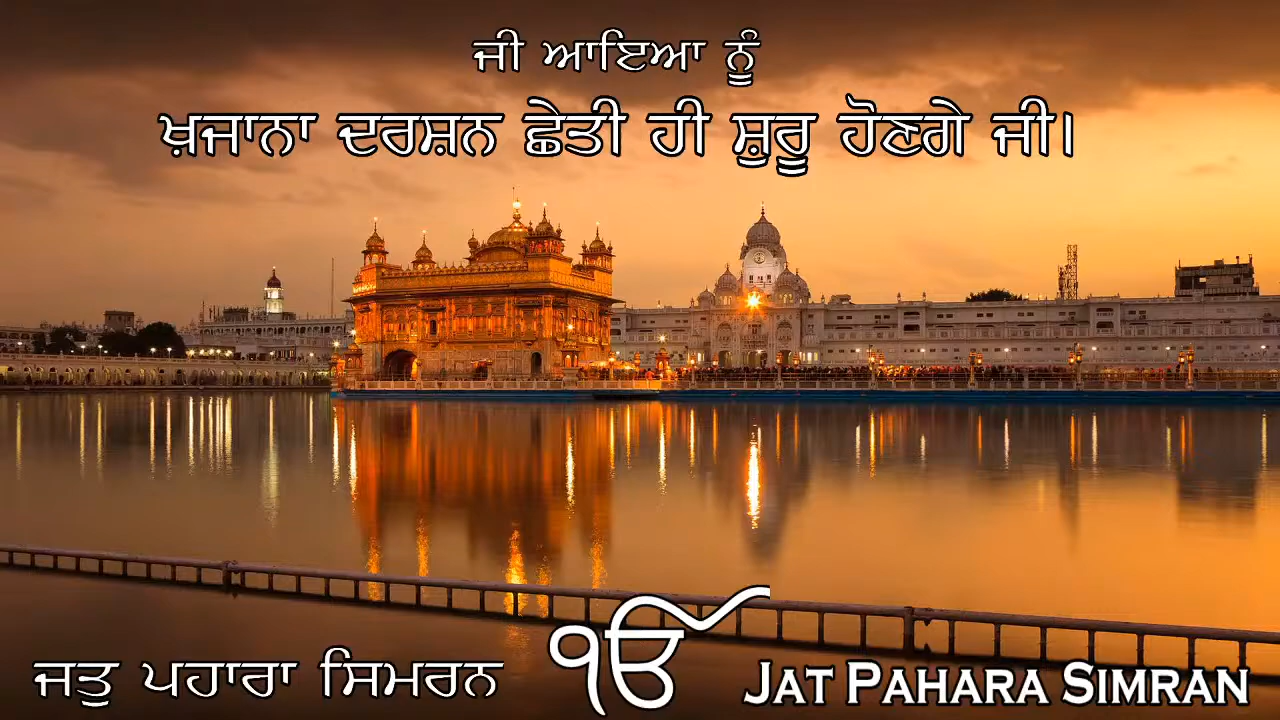 ਜੀ ਆਇਆ ਨੂੰ
ਖ਼ਜਾਨਾ ਦਰਸ਼ਨ ਛੇਤੀ ਹੀ ਸ਼ੁਰੂ ਹੋਣਗੇ ਜੀ।
ਜਤੁ ਪਹਾਰਾ ਸਿਮਰਨ ੴ JAT PAHARA SIMRAN